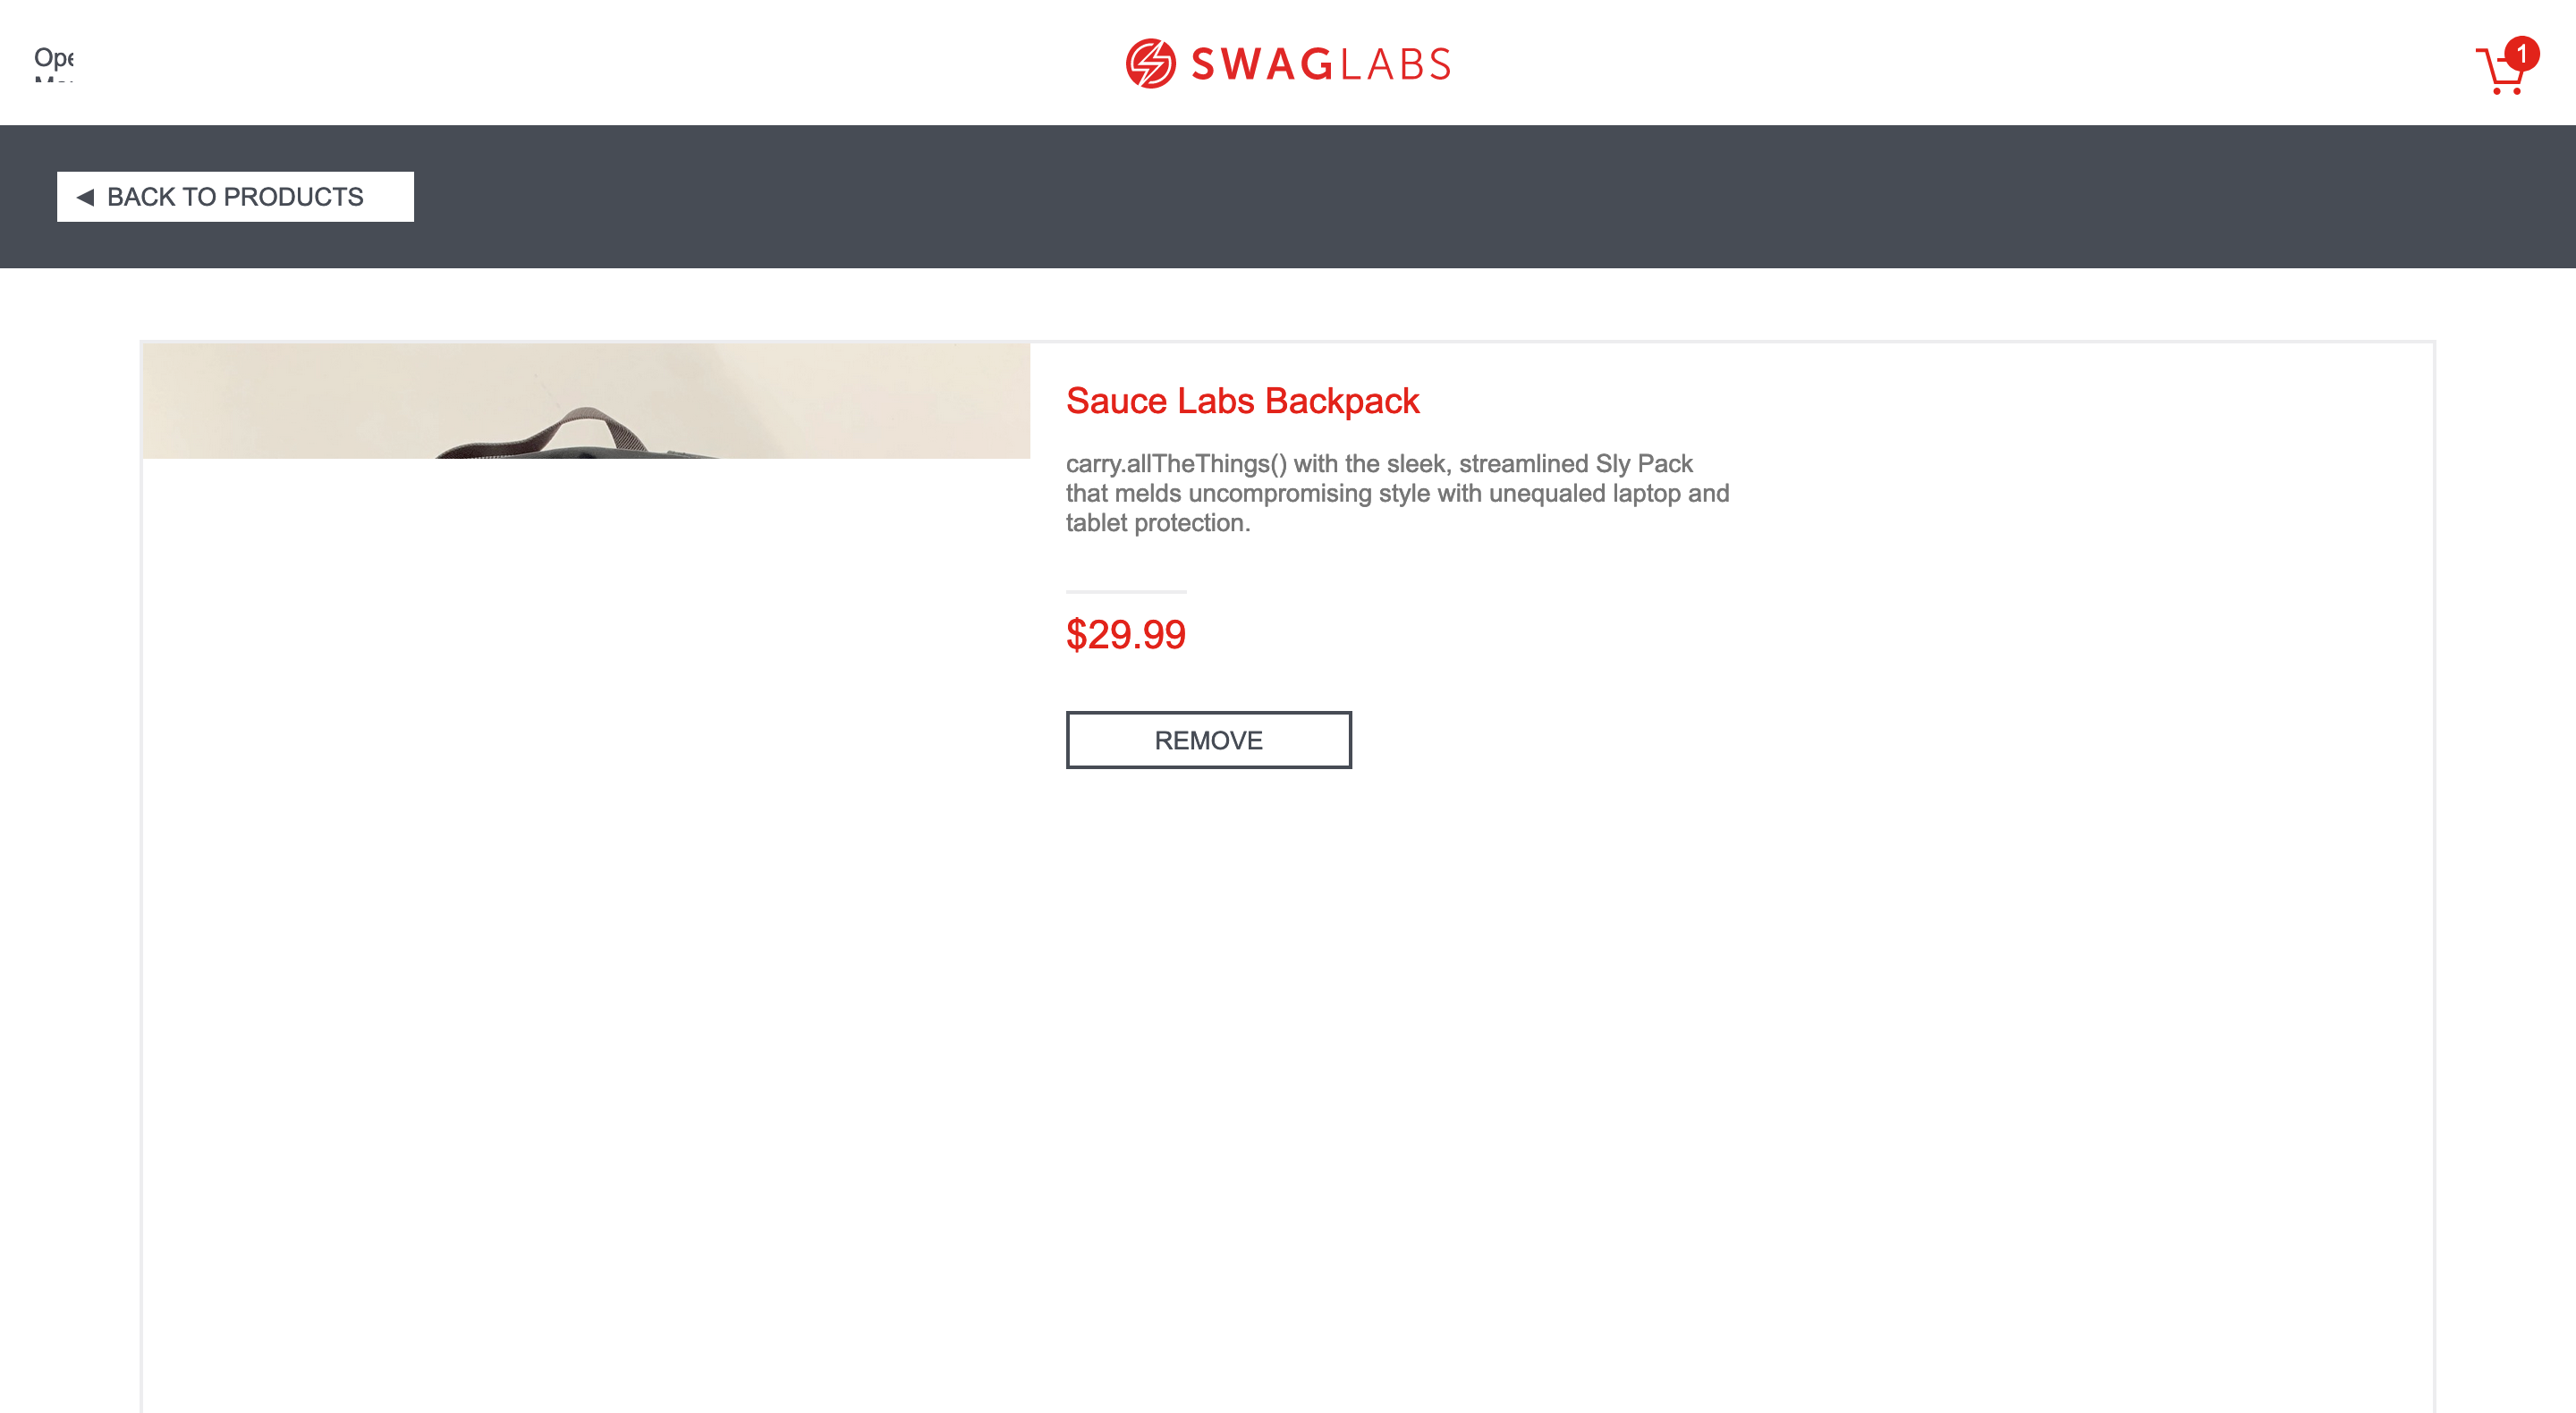 Ope
SWAGLABS
1
BACK TO PRODUCTS
Sauce Labs Backpack
carry.allTheThings() with the sleek, streamlined Sly Pack
that melds uncompromising style with unequaled laptop and
tablet protection.
$29.99
REMOVE